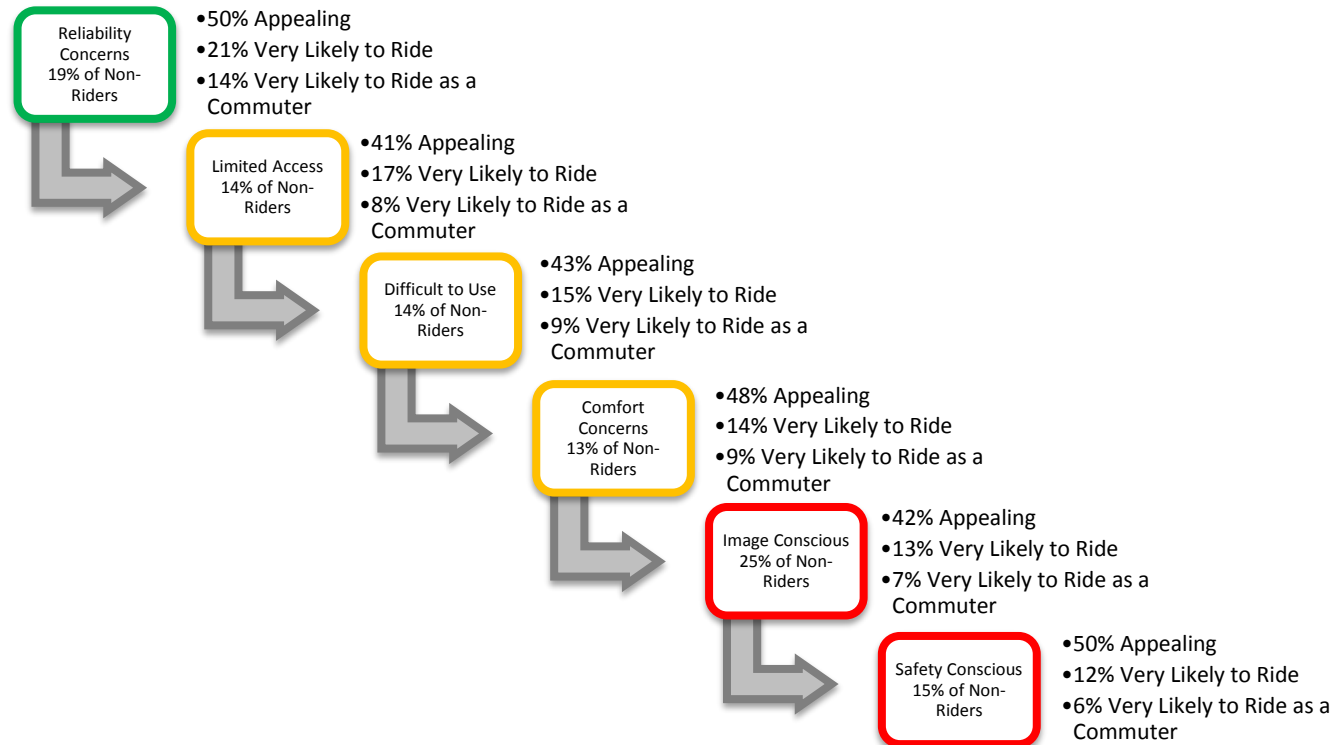 Reliability
Concerns
19% of Non-
Riders
•50% Appealing
•21% Very Likely to Ride
•14% Very Likely to Ride as a
Commuter
Limited Access
14% of Non-
Riders
•41% Appealing
•17% Very Likely to Ride
•8% Very Likely to Ride as a
Commuter
Difficult to Use
14% of Non-
Riders
•43% Appealing
•15% Very Likely to Ride
•9% Very Likely to Ride as a
Commuter
Comfort
Concerns
13% of Non-
Riders
•48% Appealing
•14% Very Likely to Ride
•9% Very Likely to Ride as a
Commuter
Image Conscious
25% of Non-
Riders
•42% Appealing
•13% Very Likely to Ride
•7% Very Likely to Ride as a
Commuter
Safety Conscious
15% of Non-
Riders
•50% Appealing
•12% Very Likely to Ride
•6% Very Likely to Ride as a
Commuter